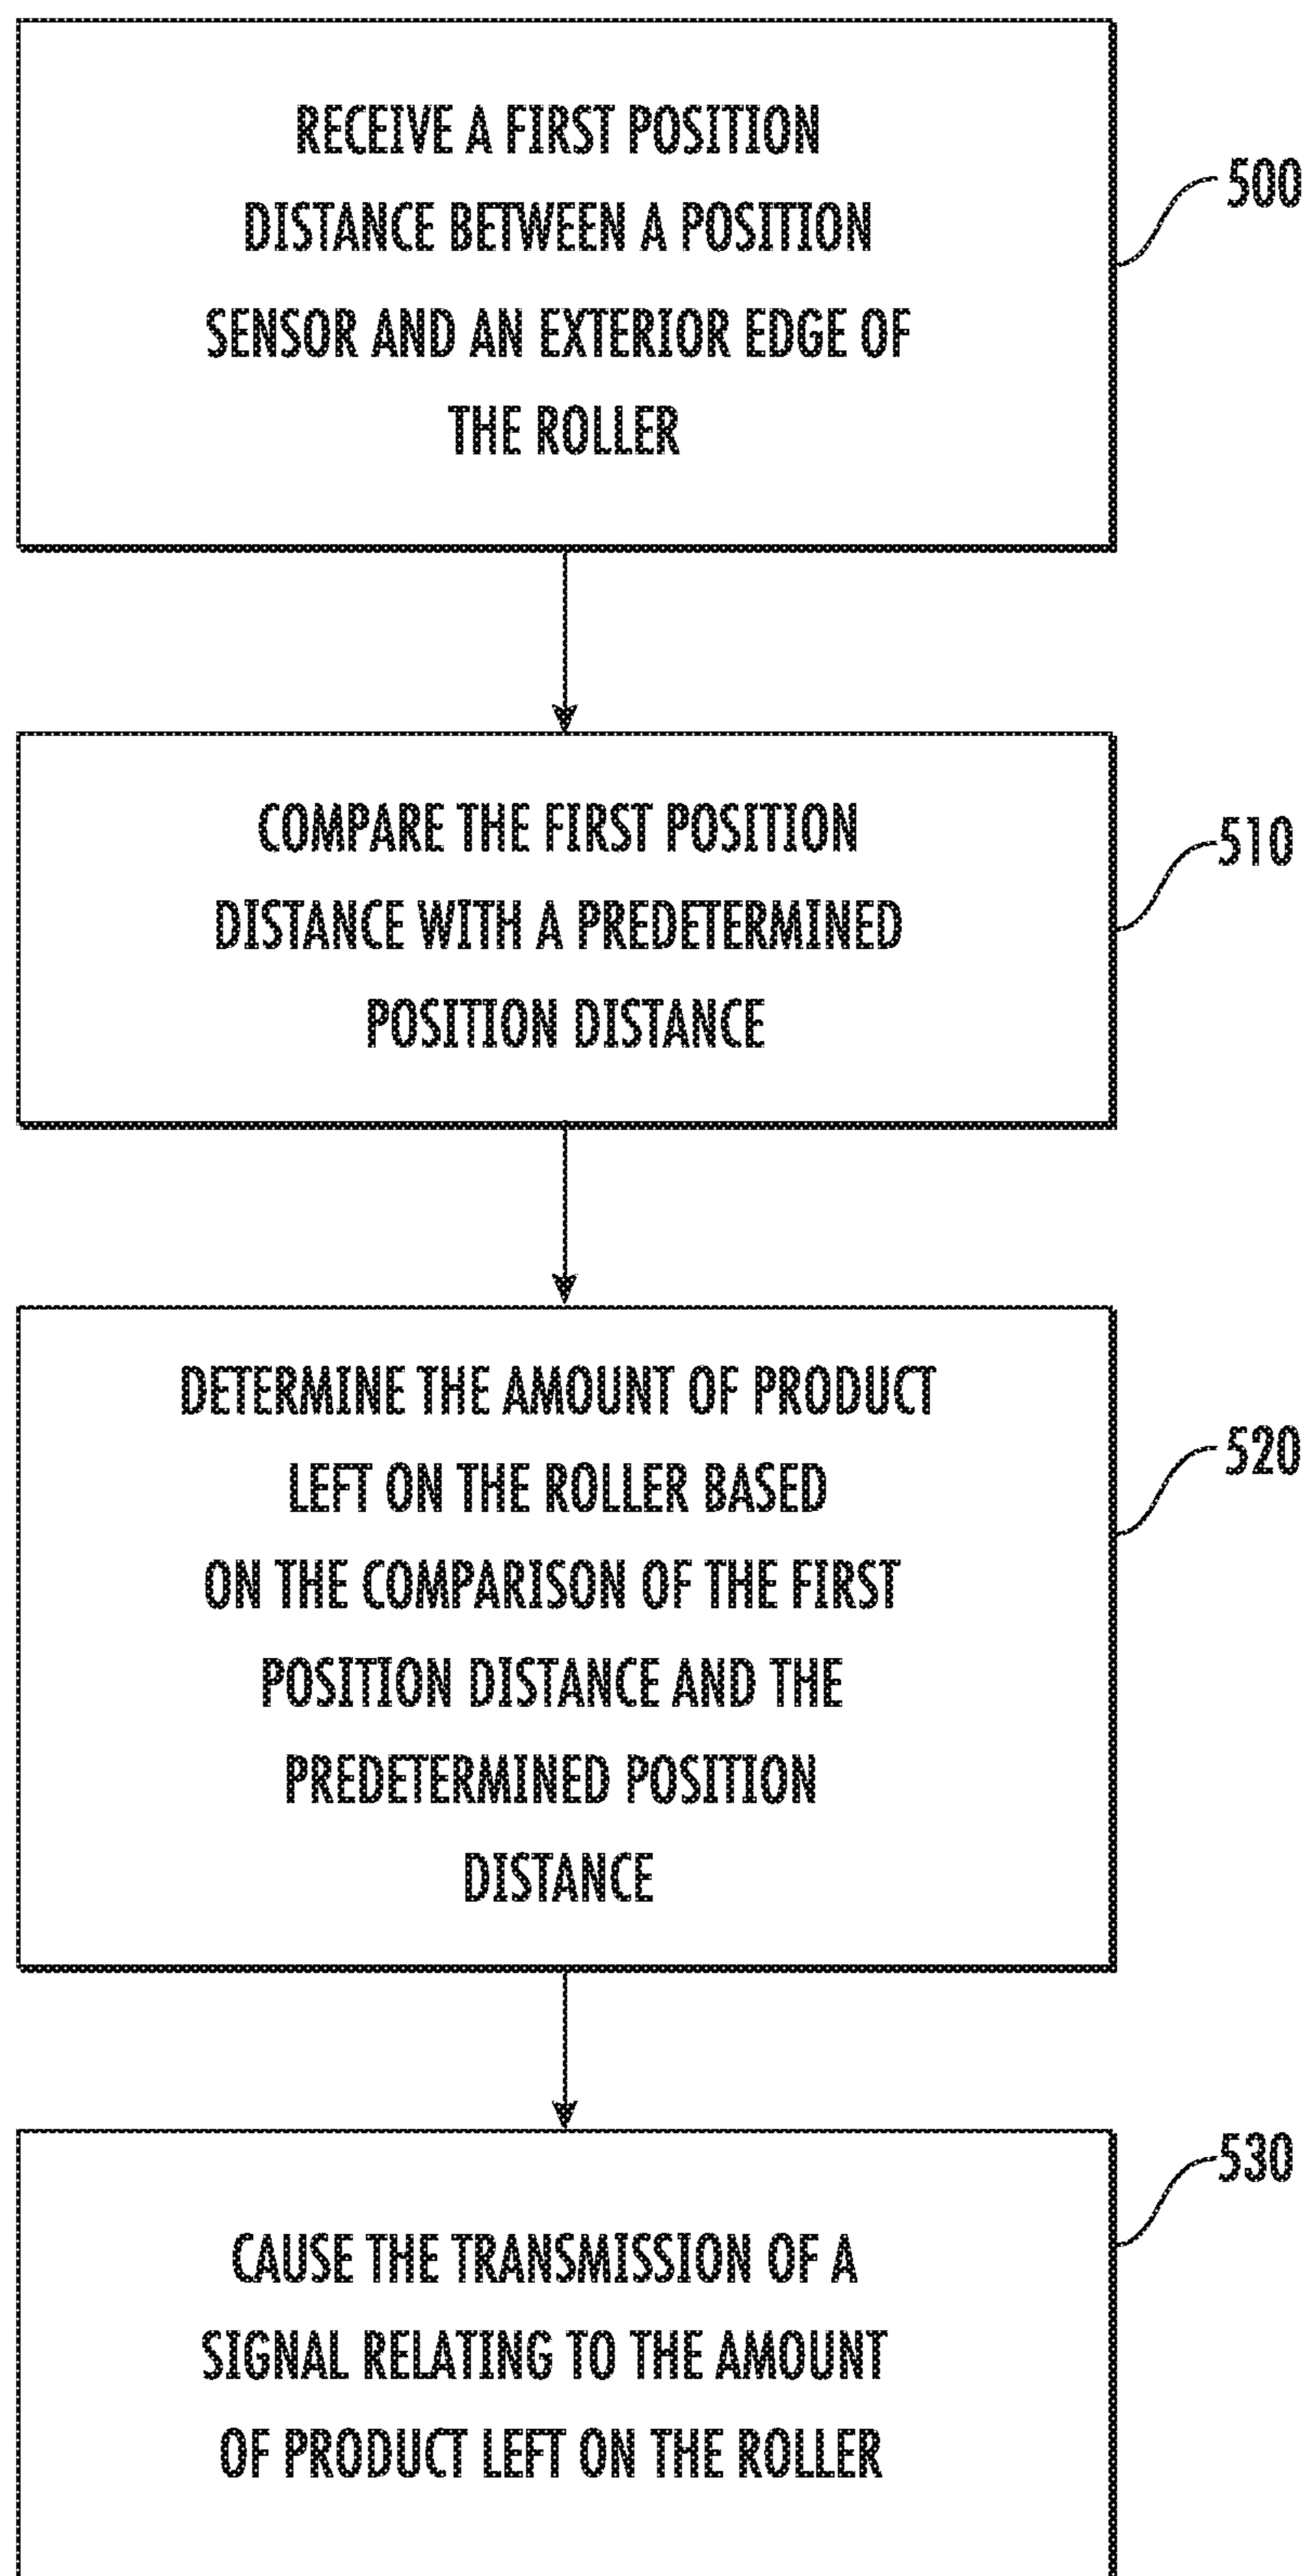 RECEIVE A FIRST POSITION
DISTANCE BETWEEN A POSITION
SENSOR AND AN EXTERIOR EDGE OF
THE ROLLER
500
COMPARE THE FIRST POSITION
DISTANCE WITH A PREDETERMINED
POSITION DISTANCE
510
DETERMINE THE AMOUNT OF PRODUCT
LEFT ON THE ROLLER BASED
ON THE COMPARISON OF THE FIRST
POSITION DISTANCE AND THE
PREDETERMINED POSITION
DISTANCE
520
CAUSE THE TRANSMISSION OF A
SIGNAL RELATING TO THE AMOUNT
OF PRODUCT LEFT ON THE ROLLER
530